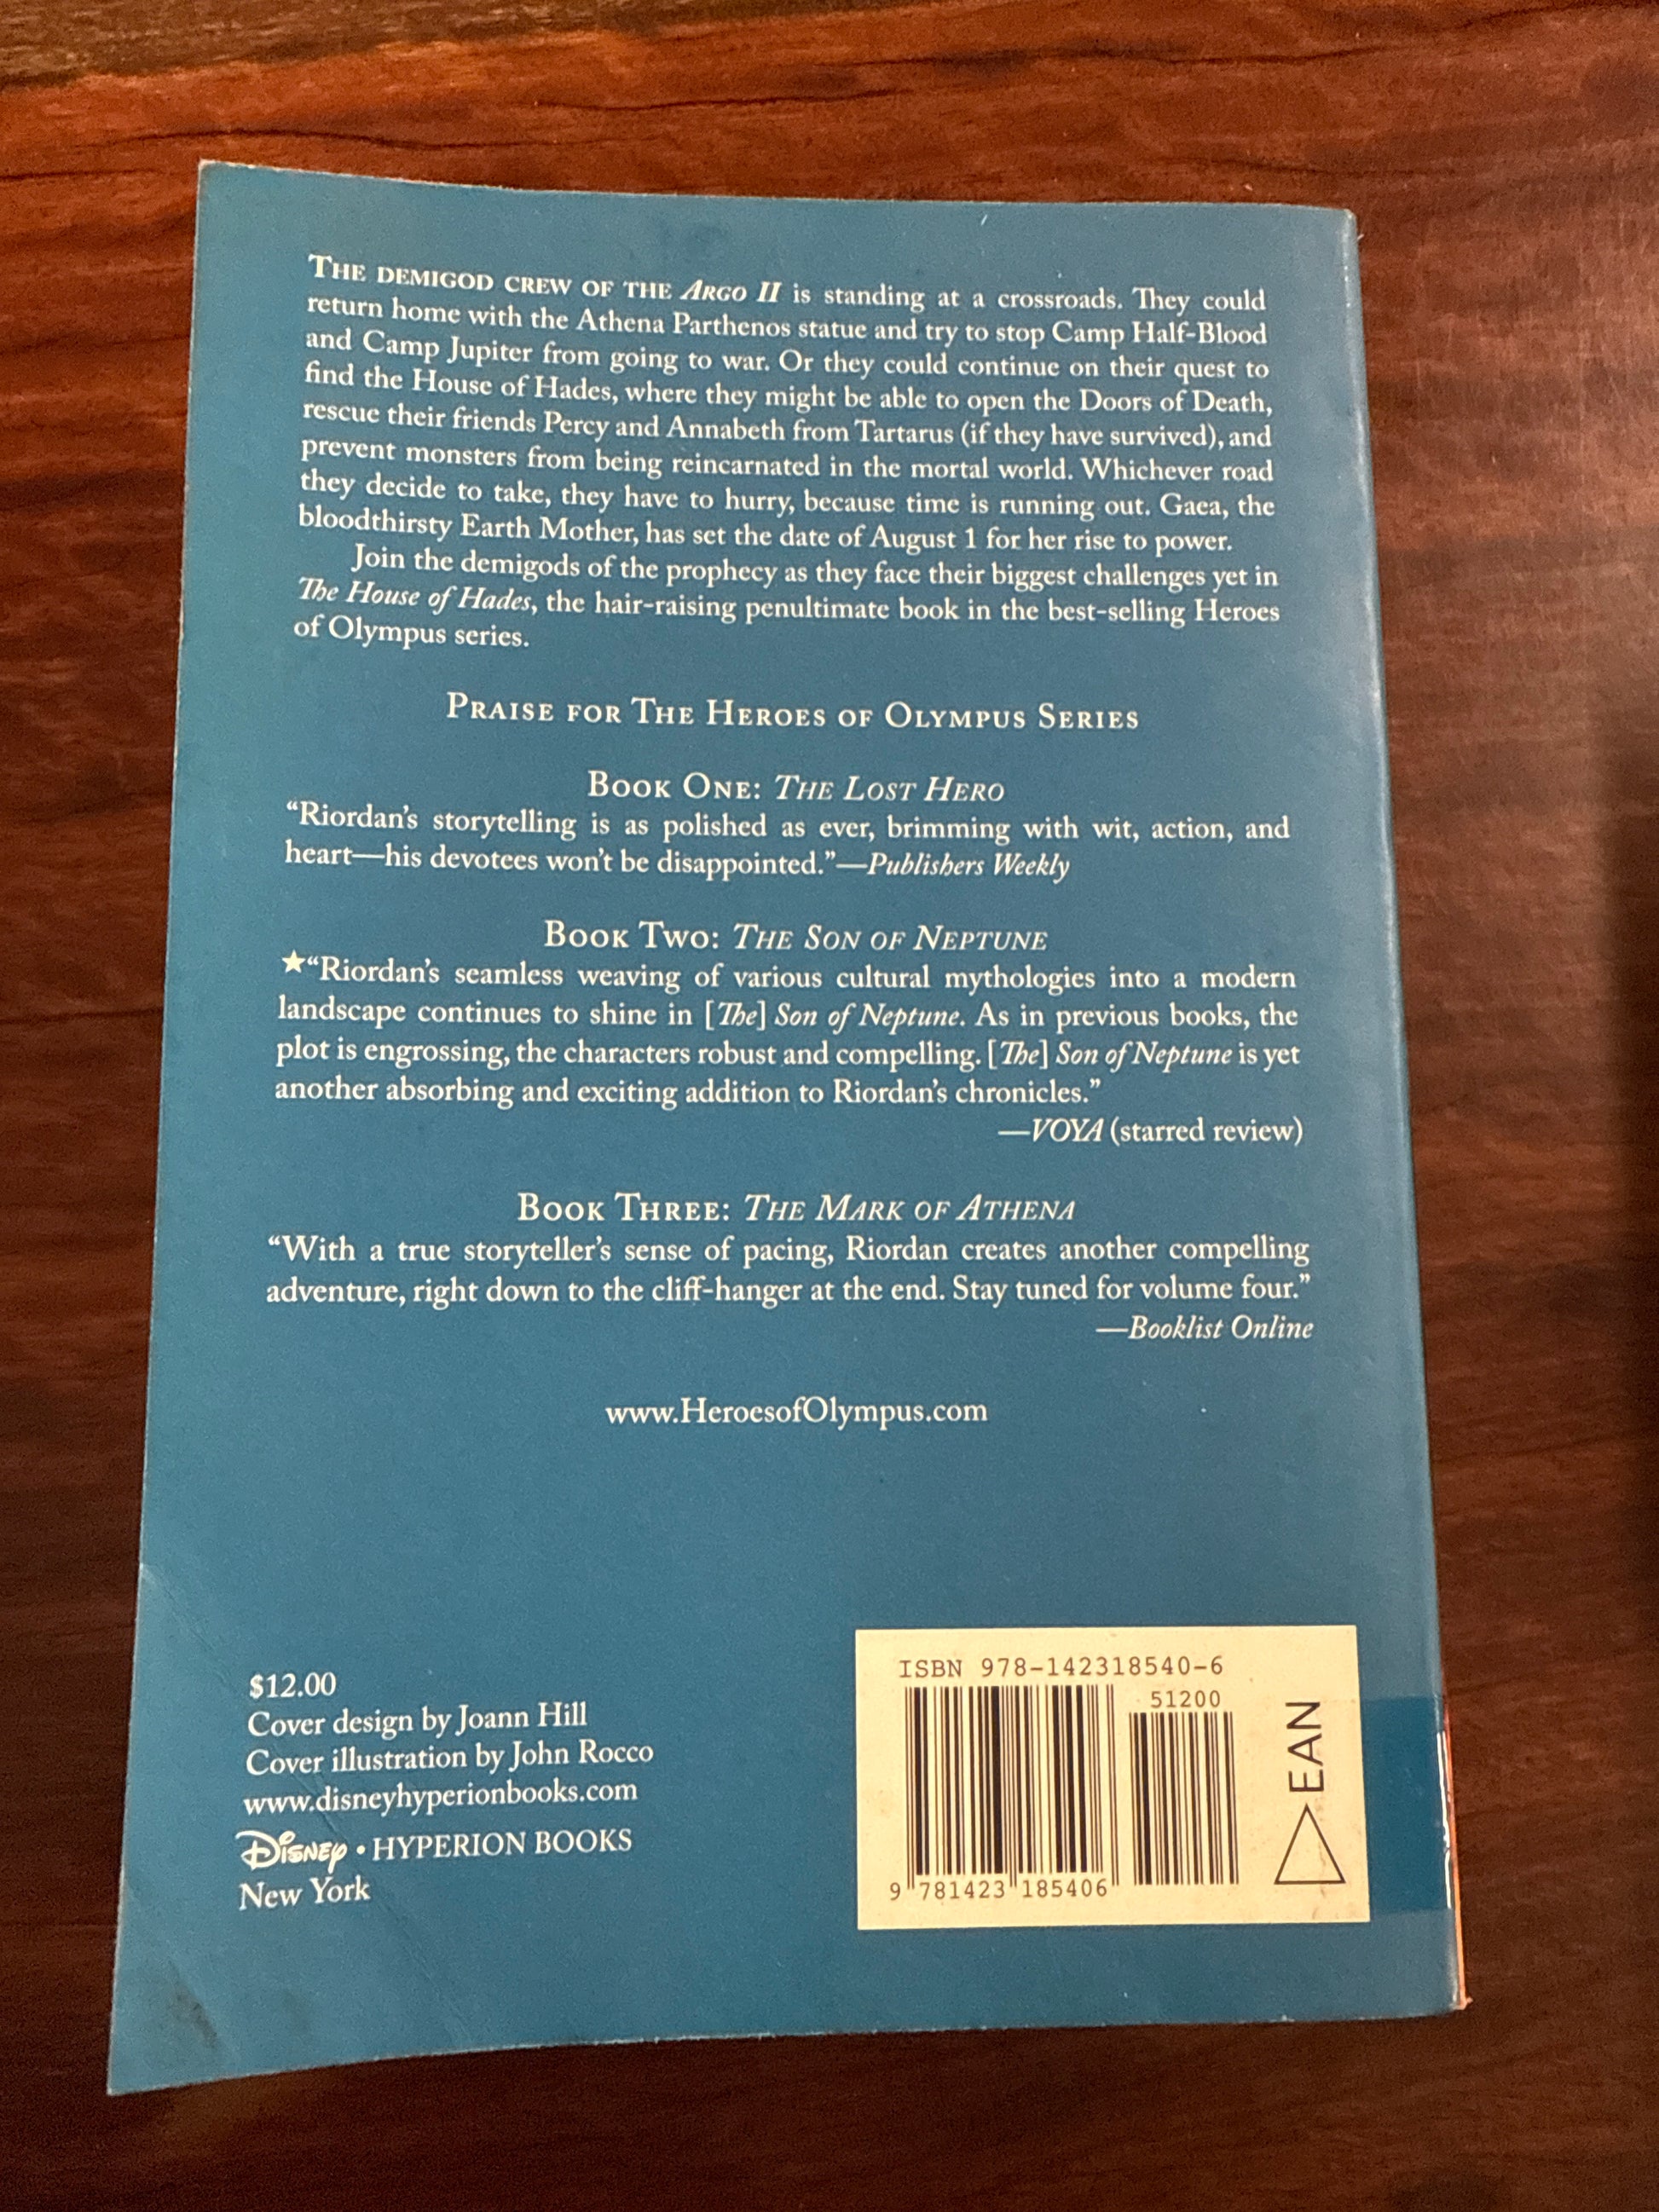 THE DEMIGOD CREW OF THE ARGO II is standing at a crossroads. They could
return home with the Athena Parthenos statue and try to stop Camp Half-Blood
and Camp Jupiter from going to war. Or they could continue on their quest to
find the House of Hades, where they might be able to open the Doors of Death,
rescue their friends Percy and Annabeth from Tartarus (if they have survived), and
prevent monsters from being reincarnated in the mortal world. Whichever road
they decide to take, they have to hurry, because time is running out. Gaea, the
bloodthirsty Earth Mother, has set the date of August 1 for her rise to power.
Join the demigods of the prophecy as they face their biggest challenges yet in
The House of Hades, the hair-raising penultimate book in the best-selling Heroes
of Olympus series.
PRAISE FOR THE HEROES OF OLYMPUS SERIES
BOOK ONE: THE LOST HERO
“Riordan’s storytelling is as polished as ever, brimming with wit, action, and
heart—his devotees won’t be disappointed.”—Publishers Weekly
BOOK TWO: THE SON OF NEPTUNE
★“Riordan’s seamless weaving of various cultural mythologies into a modern
landscape continues to shine in [The] Son of Neptune. As in previous books, the
plot is engrossing, the characters robust and compelling. [The] Son of Neptune is yet
another absorbing and exciting addition to Riordan’s chronicles.”
—VOYA (starred review)
BOOK THREE: THE MARK OF ATHENA
“With a true storyteller’s sense of pacing, Riordan creates another compelling
adventure, right down to the cliff-hanger at the end. Stay tuned for volume four.”
—Booklist Online
www.HeroesofOlympus.com
$12.00
Cover design by Joann Hill
Cover illustration by John Rocco
www.disneyhyperionbooks.com
Disney • HYPERION BOOKS
New York
ISBN 978-142318540-6
51200
EAN
9 781423 185406